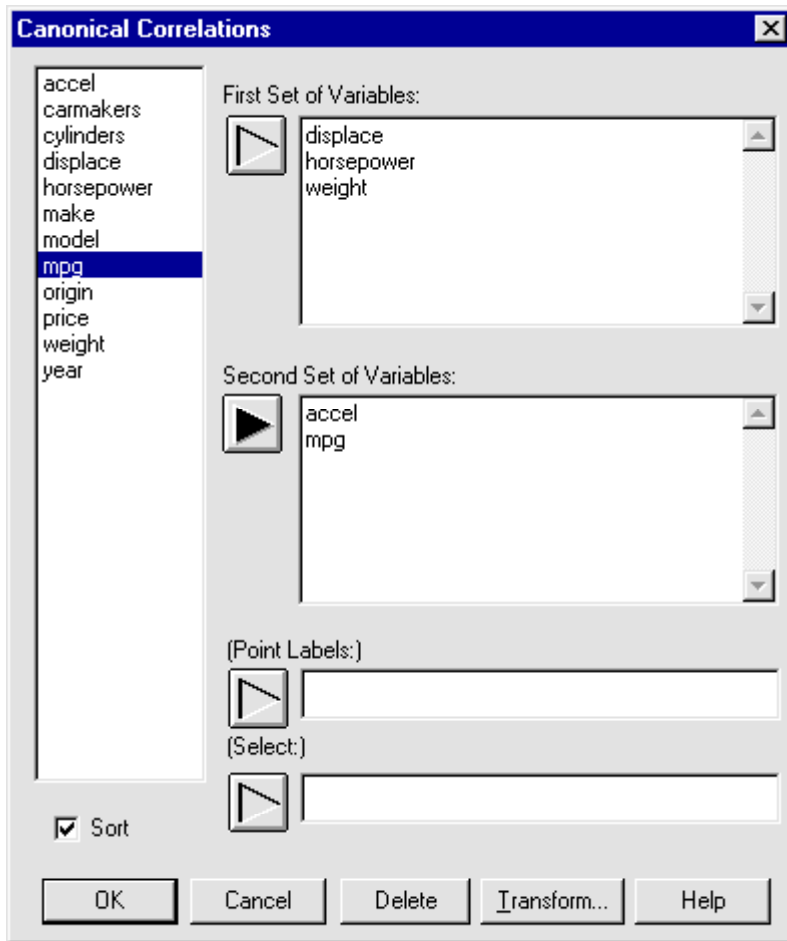 Canonical Correlations
accel
carmakers
cylinders
displace
horsepower
make
model
mpg
origin
price
weight
year
First Set of Variables:
displace
horsepower
weight
Second Set of Variables:
accel
mpg
(Point Labels:)
(Select:)
Sort
OK
Cancel
Delete
Transform...
Help